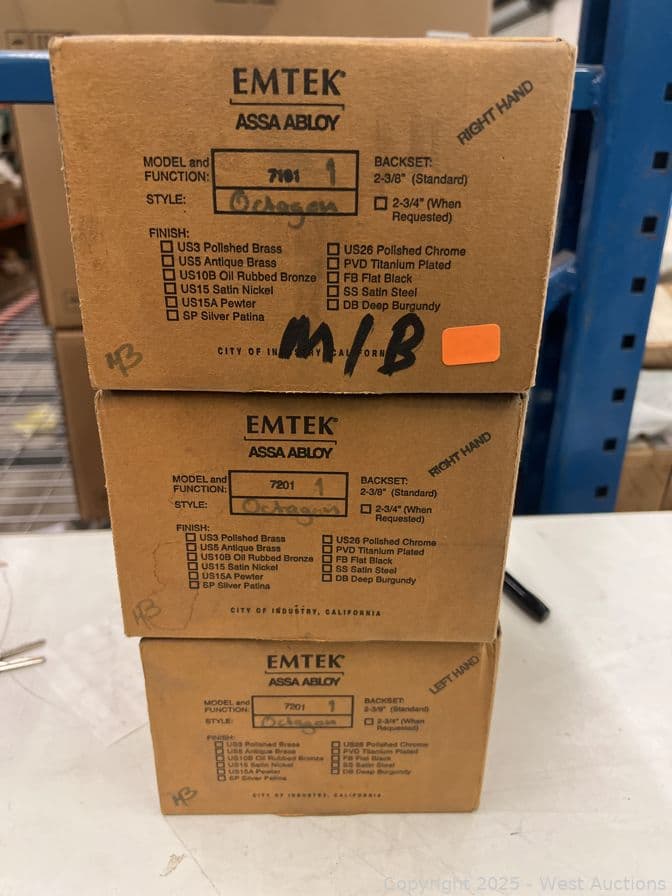 EMTEK®
ASSA ABLOY
RIGHT HAND
MODEL and FUNCTION: 7101 1
STYLE: Octagon
BACKSET:
2-3/8" (Standard)
2-3/4" (When Requested)
FINISH:
US3 Polished Brass
US5 Antique Brass
US10B Oil Rubbed Bronze
US15 Satin Nickel
US15A Pewter
SP Silver Patina
US26 Polished Chrome
PVD Titanium Plated
FB Flat Black
SS Satin Steel
DB Deep Burgundy
M/B
43
EMTEK®
ASSA ABLOY
RIGHT HAND
MODEL and FUNCTION: 7201 1
STYLE: Octagon
BACKSET:
2-3/8" (Standard)
2-3/4" (When Requested)
FINISH:
US3 Polished Brass
US5 Antique Brass
US10B Oil Rubbed Bronze
US15 Satin Nickel
US15A Pewter
SP Silver Patina
US26 Polished Chrome
PVD Titanium Plated
FB Flat Black
SS Satin Steel
DB Deep Burgundy
43
CITY OF INDUSTRY, CALIFORNIA
EMTEK®
ASSA ABLOY
LEFT HAND
MODEL and FUNCTION: 7201 1
STYLE: Octagon
BACKSET:
2-3/8" (Standard)
2-3/4" (When Requested)
FINISH:
US3 Polished Brass
US5 Antique Brass
US10B Oil Rubbed Bronze
US15 Satin Nickel
US15A Pewter
SP Silver Patina
US26 Polished Chrome
PVD Titanium Plated
FB Flat Black
SS Satin Steel
DB Deep Burgundy
43
CITY OF INDUSTRY, CALIFORNIA
Copyright 2025 - West Auctions